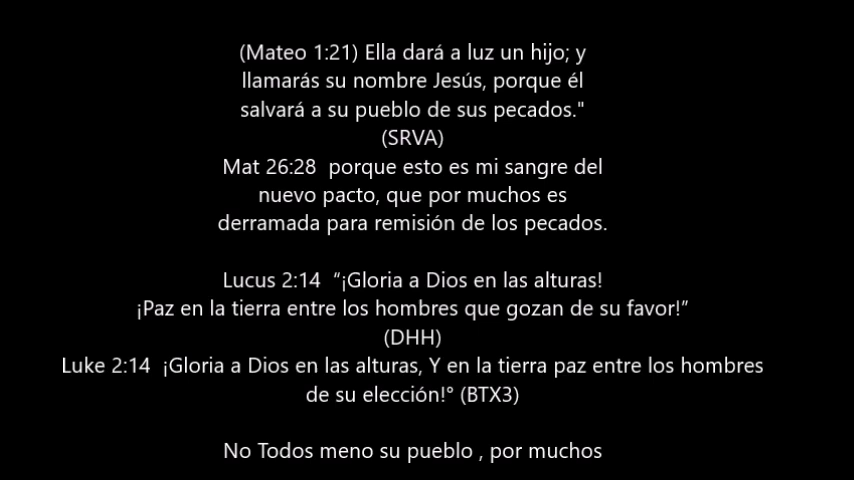 (Mateo 1:21) Ella dará a luz un hijo; y
llamarás su nombre Jesús, porque él
salvará a su pueblo de sus pecados."
(SRVA)
Mat 26:28  porque esto es mi sangre del
nuevo pacto, que por muchos es
derramada para remisión de los pecados.
Lucus 2:14  “¡Gloria a Dios en las alturas!
¡Paz en la tierra entre los hombres que gozan de su favor!”
(DHH)
Luke 2:14  ¡Gloria a Dios en las alturas, Y en la tierra paz entre los hombres
de su elección!° (BTX3)
No Todos meno su pueblo , por muchos